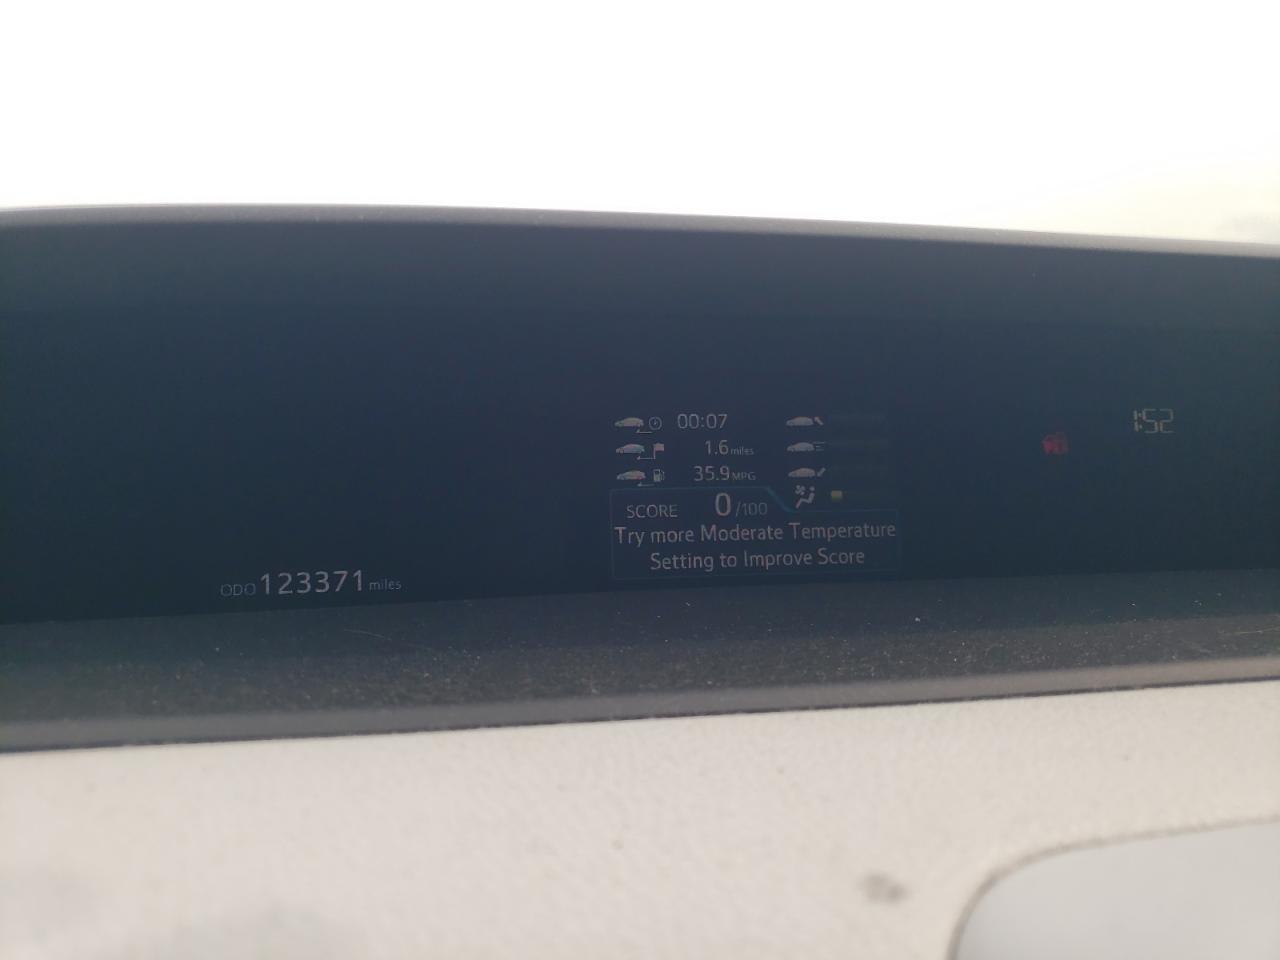 00:07
1.6 miles
35.9 MPG
SCORE 0/100
Try more Moderate Temperature
Setting to Improve Score
1:52
ODO 123371 miles